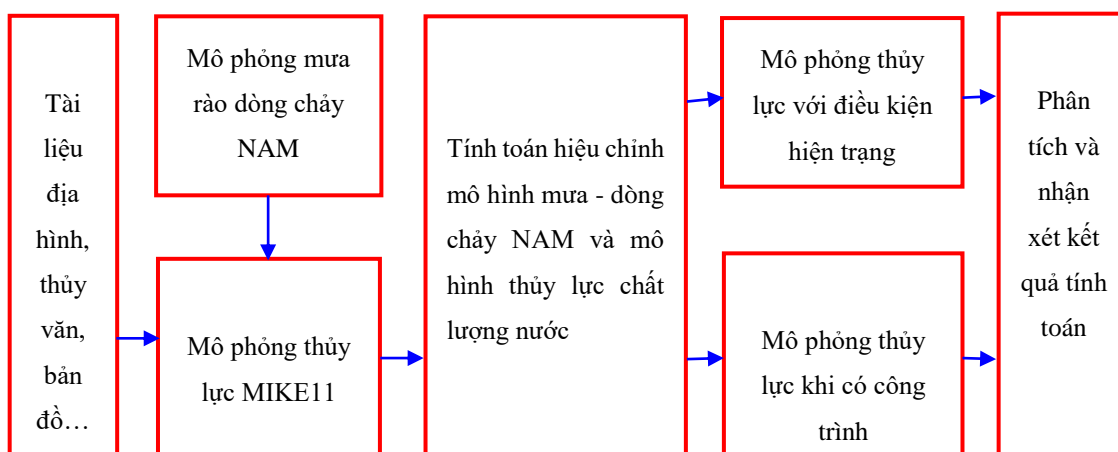 Tài
liệu
địa
hình,
thủy
văn,
bản
đồ…
Mô phỏng mưa
rào dòng chảy
NAM
Mô phỏng thủy
lực MIKE11
Tính toán hiệu chỉnh
mô hình mưa - dòng
chảy NAM và mô
hình thủy lực chất
lượng nước
Mô phỏng thủy
lực với điều kiện
hiện trạng
Mô phỏng thủy
lực khi có công
trình
Phân
tích và
nhận
xét kết
quả tính
toán